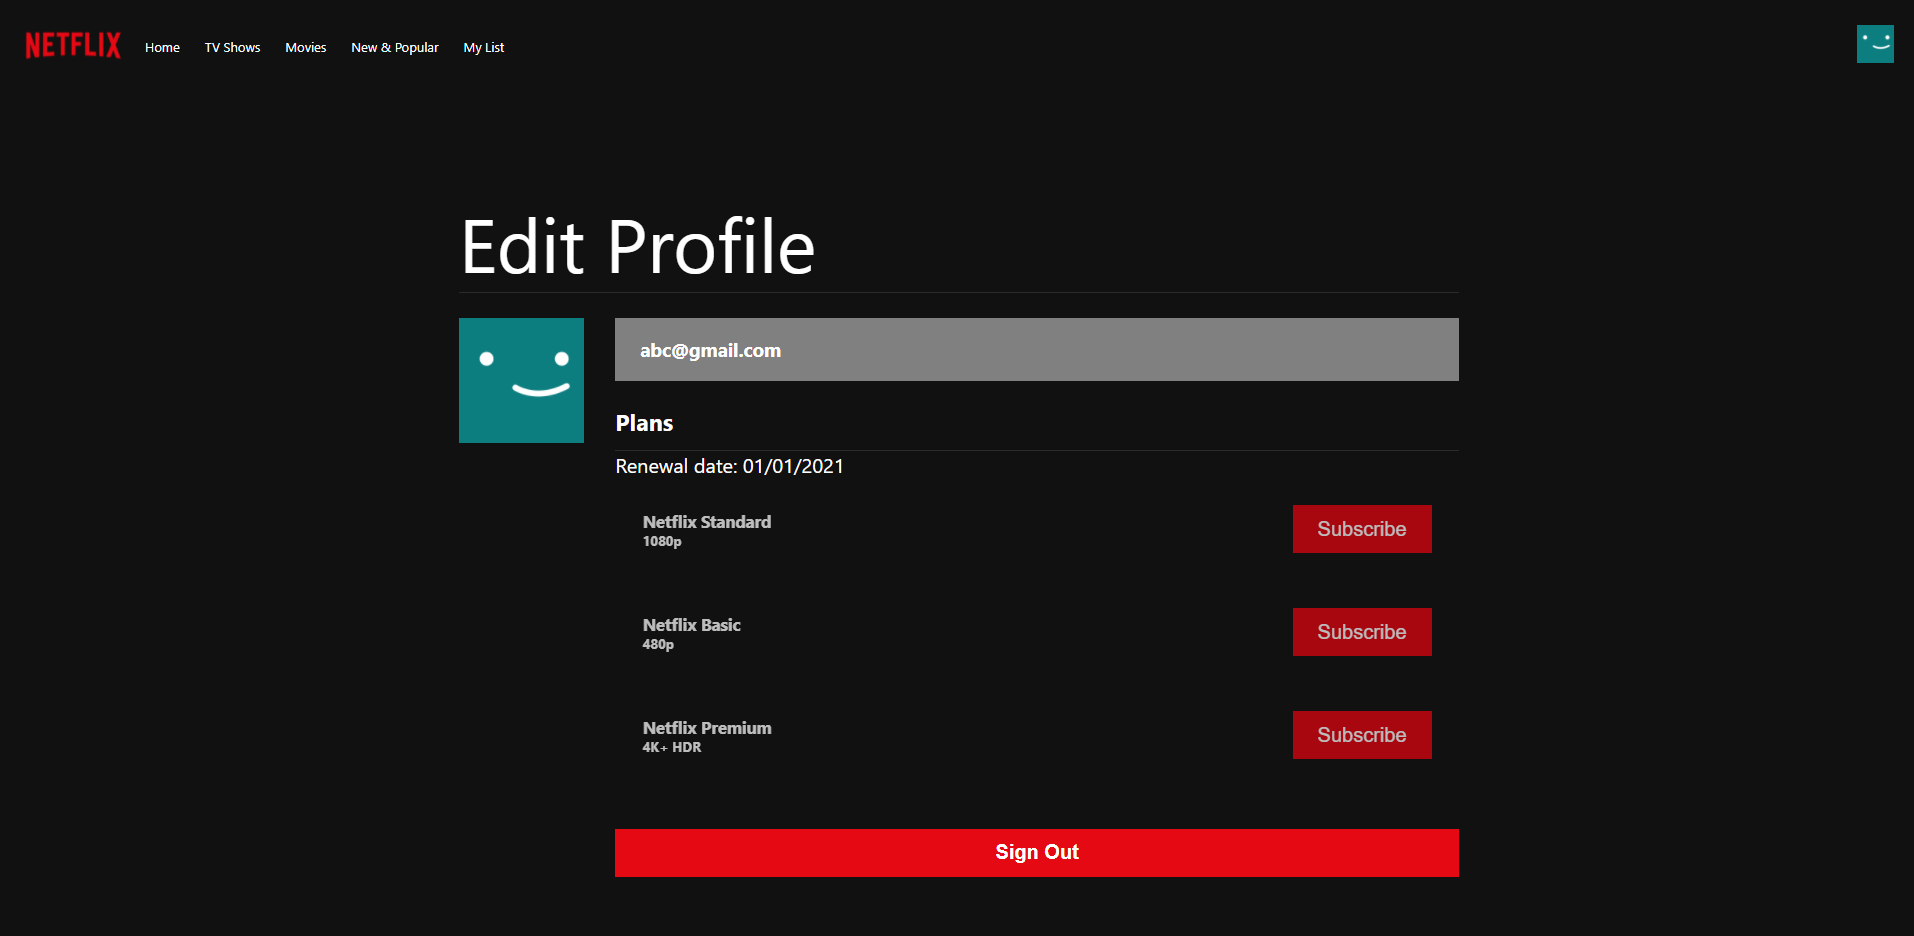 NETFLIX Home TV Shows Movies New & Popular My List
Edit Profile
abc@gmail.com
Plans
Renewal date: 01/01/2021
Netflix Standard
1080p
Subscribe
Netflix Basic
480p
Subscribe
Netflix Premium
4K+ HDR
Subscribe
Sign Out